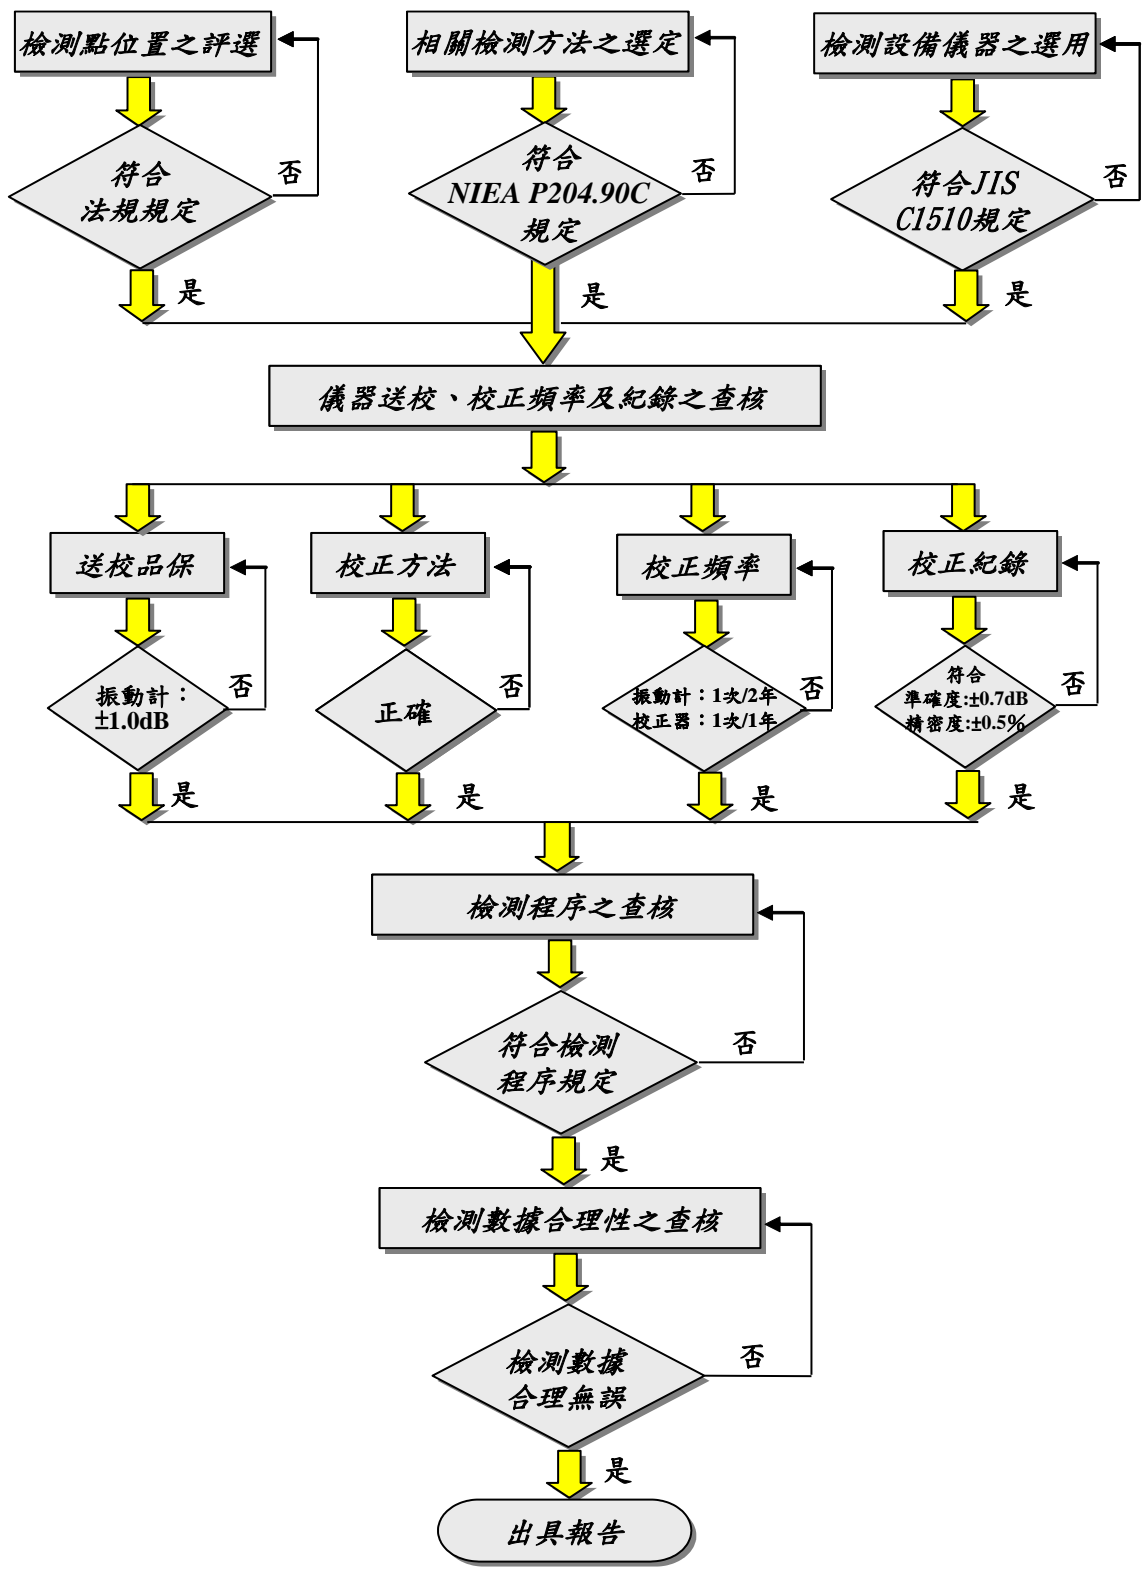 檢測點位置之評選
相關檢測方法之選定
檢測設備儀器之選用
符合
法規規定
否
符合
NIEA P204.90C
規定
否
符合JIS
C1510規定
否
是
是
是
儀器送校、校正頻率及紀錄之查核
送校品保
校正方法
校正頻率
校正紀錄
振動計：
±1.0dB
否
正確
否
振動計：1次/2年
校正器：1次/1年
否
符合
準確度:±0.7dB
精密度:±0.5%
否
是
是
是
是
檢測程序之查核
符合檢測
程序規定
否
是
檢測數據合理性之查核
檢測數據
合理無誤
否
是
出具報告